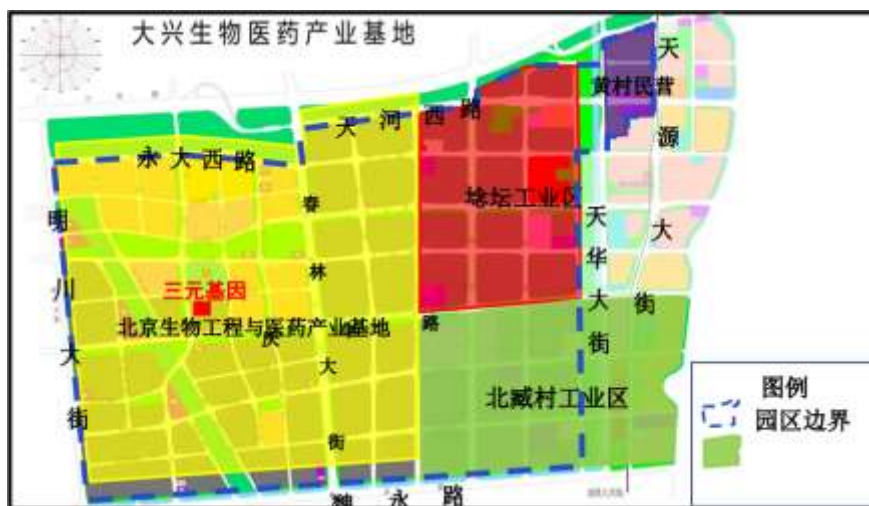 大兴生物医药产业基地
天河西路
永大西路
黄村民营
天源大街
埝坛工业区
明川大街
春林大街
天华大街
三元基因
北京生物工程与医药产业基地
庆丰路
北臧村工业区
魏永路
图例
园区边界